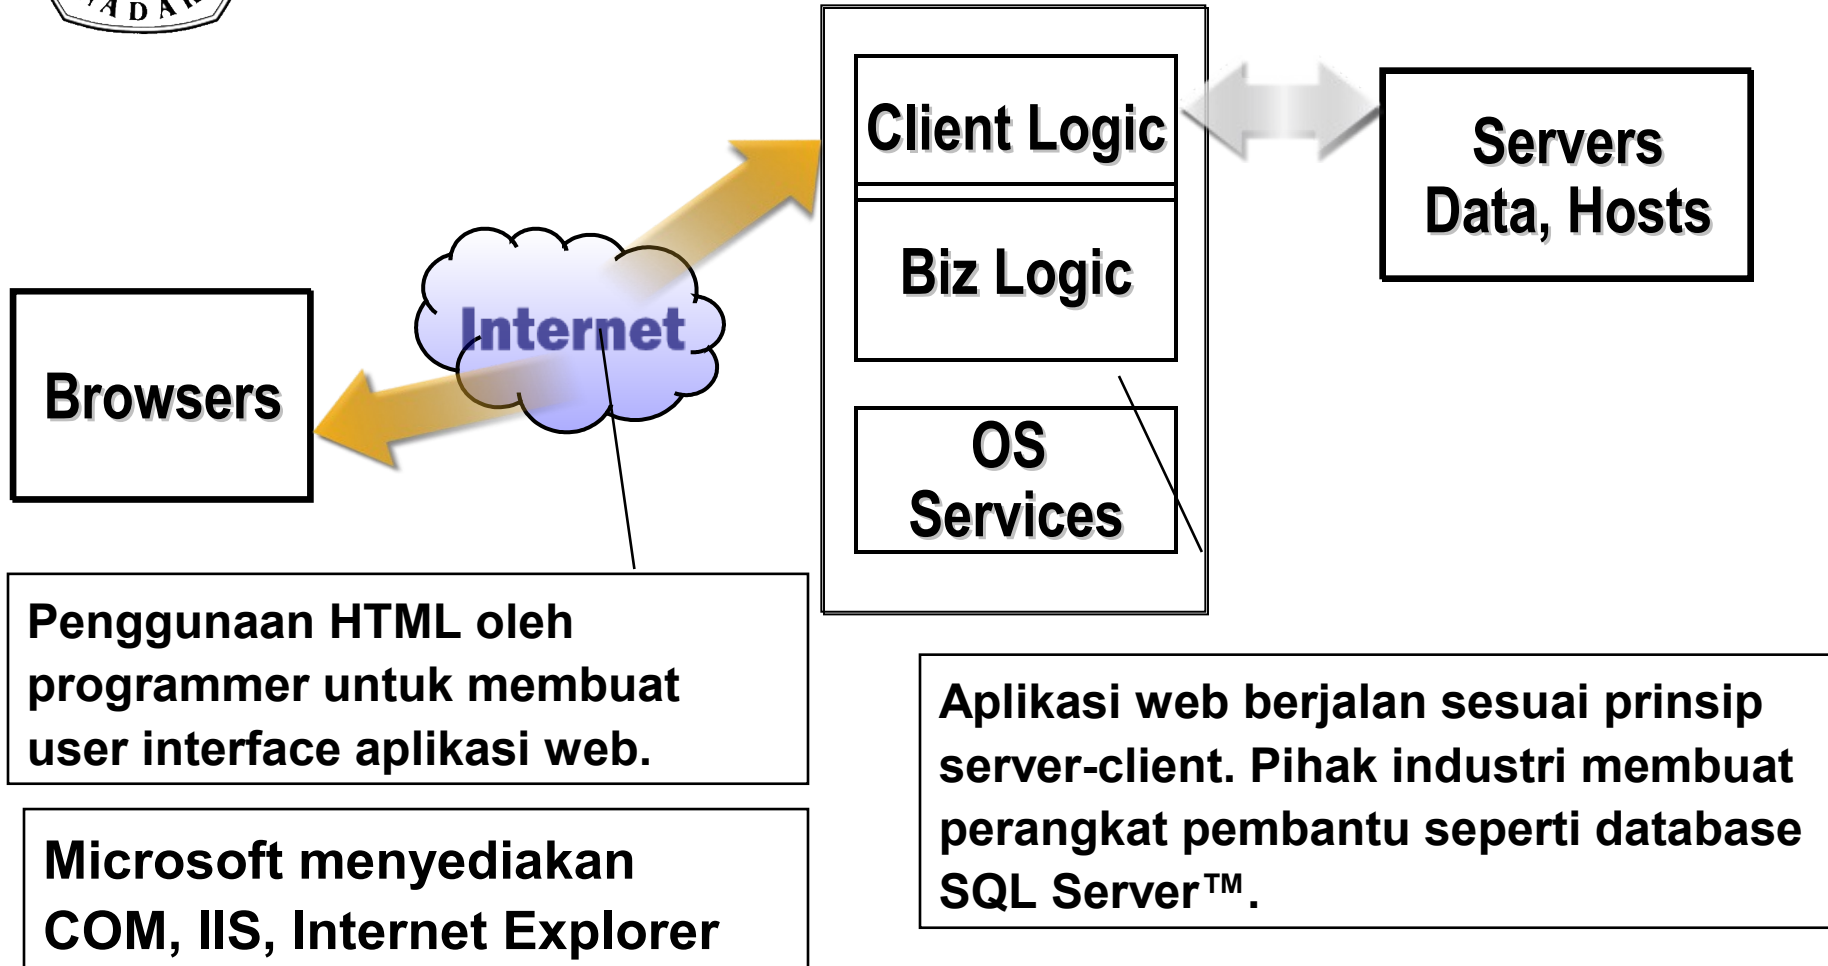 Client Logic
Servers
Data, Hosts
Biz Logic
Internet
Browsers
OS
Services
Penggunaan HTML oleh
programmer untuk membuat
user interface aplikasi web.
Aplikasi web berjalan sesuai prinsip
server-client. Pihak industri membuat
perangkat pembantu seperti database
SQL Server™.
Microsoft menyediakan
COM, IIS, Internet Explorer